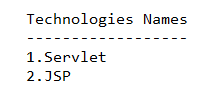 Technologies Names
------------------
1.Servlet
2.JSP